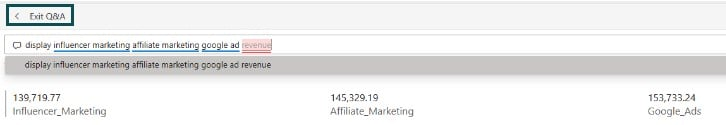 Exit Q&A
display influencer marketing affiliate marketing google ad revenue
display influencer marketing affiliate marketing google ad revenue
139,719.77 145,329.19 153,733.24
Influencer_Marketing Affiliate_Marketing Google_Ads